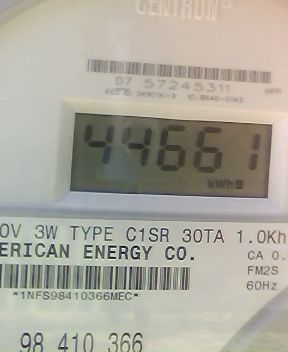 CENTRON®
07 57245311
44661
kWh
0V 3W TYPE C1SR 30TA 1.0Kh
ERICAN ENERGY CO. CA 0.
FM2S
*1NFS98410366MEC* 60Hz
98 410 366